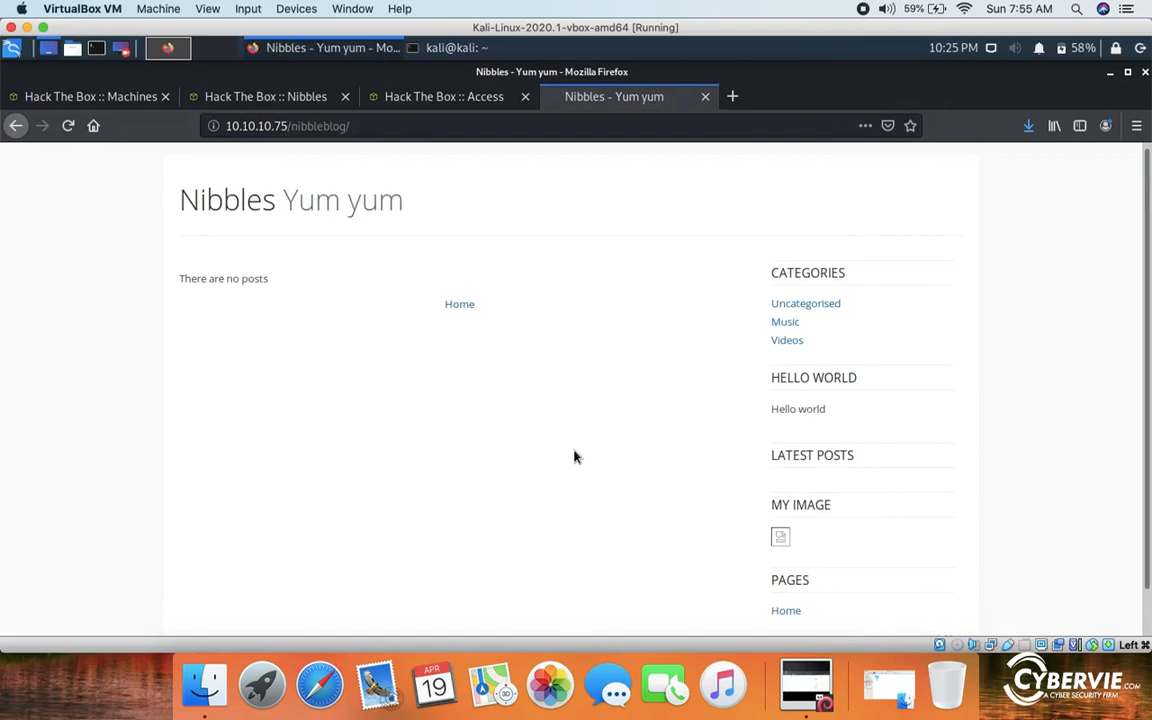 VirtualBox VM Machine View Input Devices Window Help 59% Sun 7:55 AM
Kali-Linux-2020.1-vbox-amd64 [Running]
Nibbles - Yum yum - Mo... kali@kali: ~ 10:25 PM 58%
Nibbles - Yum yum - Mozilla Firefox
Hack The Box :: Machines Hack The Box :: Nibbles Hack The Box :: Access Nibbles - Yum yum
10.10.10.75/nibbleblog/
Nibbles Yum yum
There are no posts
Home
CATEGORIES
Uncategorised
Music
Videos
HELLO WORLD
Hello world
LATEST POSTS
MY IMAGE
PAGES
Home
Left ⌘
APR
19
3D
CYBERVIE.COM
A CYBER SECURITY FIRM